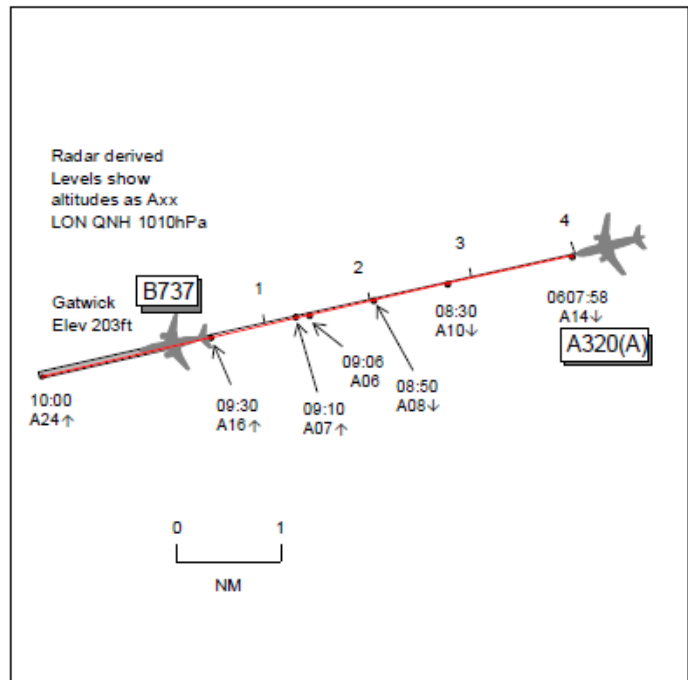 Radar derived
Levels show
altitudes as Axx
LON QNH 1010hPa
4
3
2
1
B737
Gatwick
Elev 203ft
0607:58
A14↓
A320(A)
08:30
A10↓
08:50
A08↓
09:06
A06
09:10
A07↑
09:30
A16↑
10:00
A24↑
0 1
NM